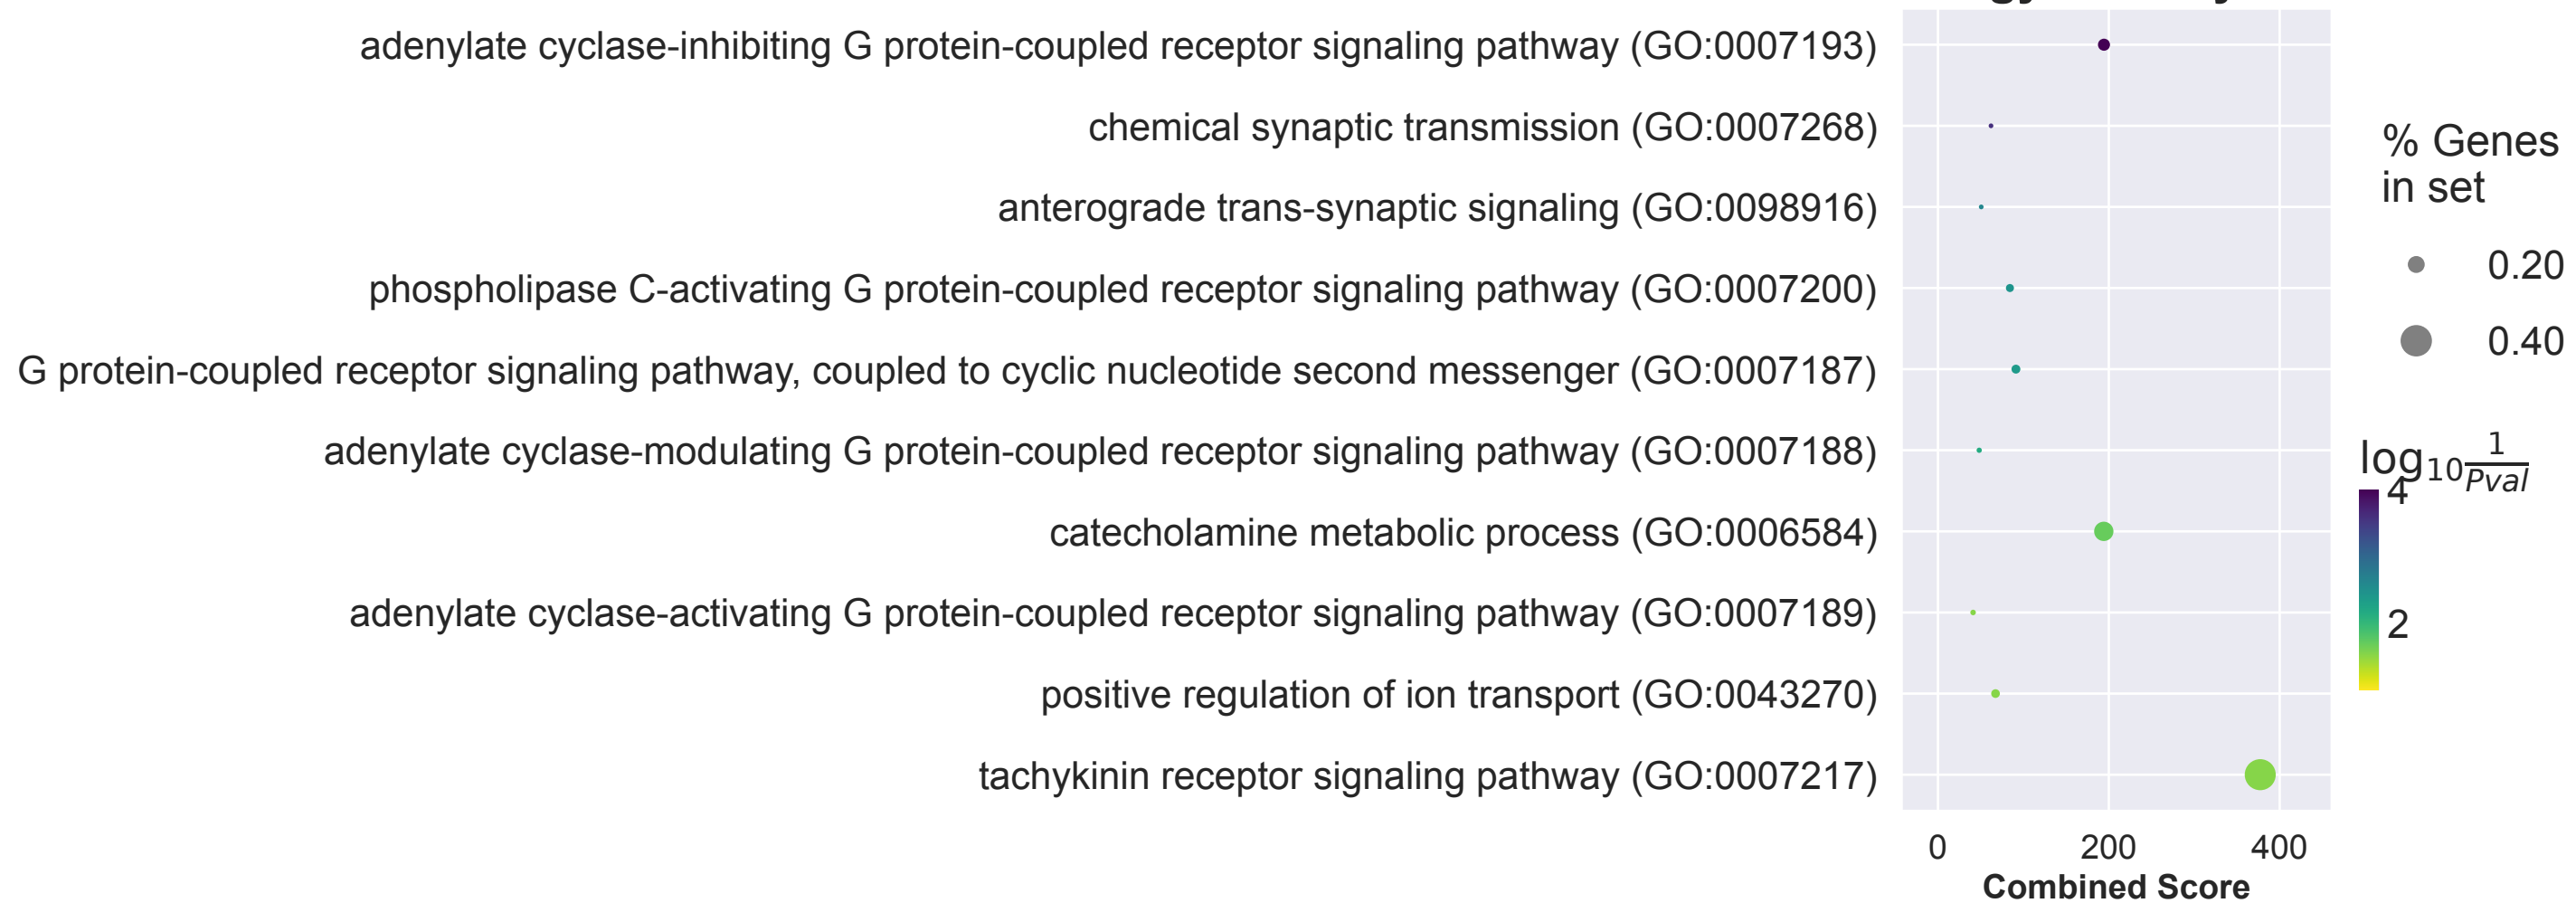 adenylate cyclase-inhibiting G protein-coupled receptor signaling pathway (GO:0007193)
chemical synaptic transmission (GO:0007268)
anterograde trans-synaptic signaling (GO:0098916)
phospholipase C-activating G protein-coupled receptor signaling pathway (GO:0007200)
G protein-coupled receptor signaling pathway, coupled to cyclic nucleotide second messenger (GO:0007187)
adenylate cyclase-modulating G protein-coupled receptor signaling pathway (GO:0007188)
catecholamine metabolic process (GO:0006584)
adenylate cyclase-activating G protein-coupled receptor signaling pathway (GO:0007189)
positive regulation of ion transport (GO:0043270)
tachykinin receptor signaling pathway (GO:0007217)
0 200 400
Combined Score
% Genes
in set
0.20
0.40
log10 1/Pval
4
2